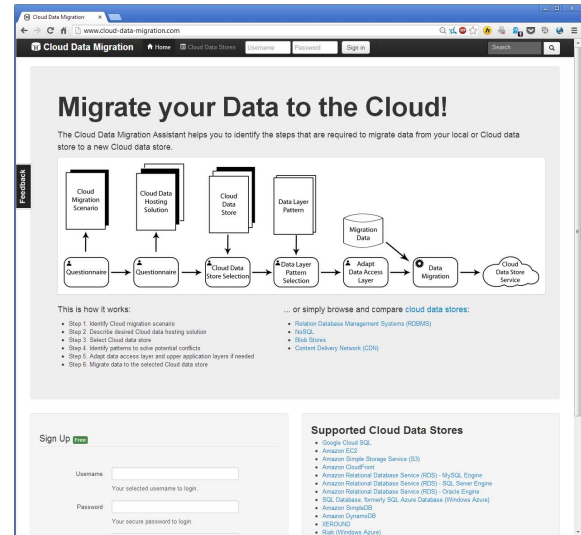 Cloud Data Migration
www.cloud-data-migration.com
Cloud Data Migration Home Cloud Data Stores Username Password Sign in Search
Migrate your Data to the Cloud!
The Cloud Data Migration Assistant helps you to identify the steps that are required to migrate data from your local or Cloud data
store to a new Cloud data store.
Feedback
Cloud
Migration
Scenario
Cloud Data
Hosting
Solution
Cloud
Data
Store
Data Layer
Pattern
Migration
Data
Questionnaire
Questionnaire
Cloud Data
Store Selection
Data Layer
Pattern
Selection
Adapt
Data Access
Layer
Data
Migration
Cloud
Data Store
Service
This is how it works:
Step 1. Identify Cloud migration scenario
Step 2. Describe desired Cloud data hosting solution
Step 3. Select Cloud data store
Step 4. Identify patterns to solve potential conflicts
Step 5. Adapt data access layer and upper application layers if needed
Step 6. Migrate data to the selected Cloud data store
... or simply browse and compare cloud data stores:
Relation Database Management Systems (RDBMS)
NoSQL
Blob Stores
Content Delivery Network (CDN)
Sign Up Free
Username
Your selected username to login.
Password
Your secure password to login.
Supported Cloud Data Stores
Google Cloud SQL
Amazon EC2
Amazon Simple Storage Service (S3)
Amazon CloudFront
Amazon Relational Database Service (RDS) - MySQL Engine
Amazon Relational Database Service (RDS) - SQL Server Engine
Amazon Relational Database Service (RDS) - Oracle Engine
SQL Database, formerly SQL Azure Database (Windows Azure)
Amazon SimpleDB
Amazon DynamoDB
XEROUND
Riak (Windows Azure)